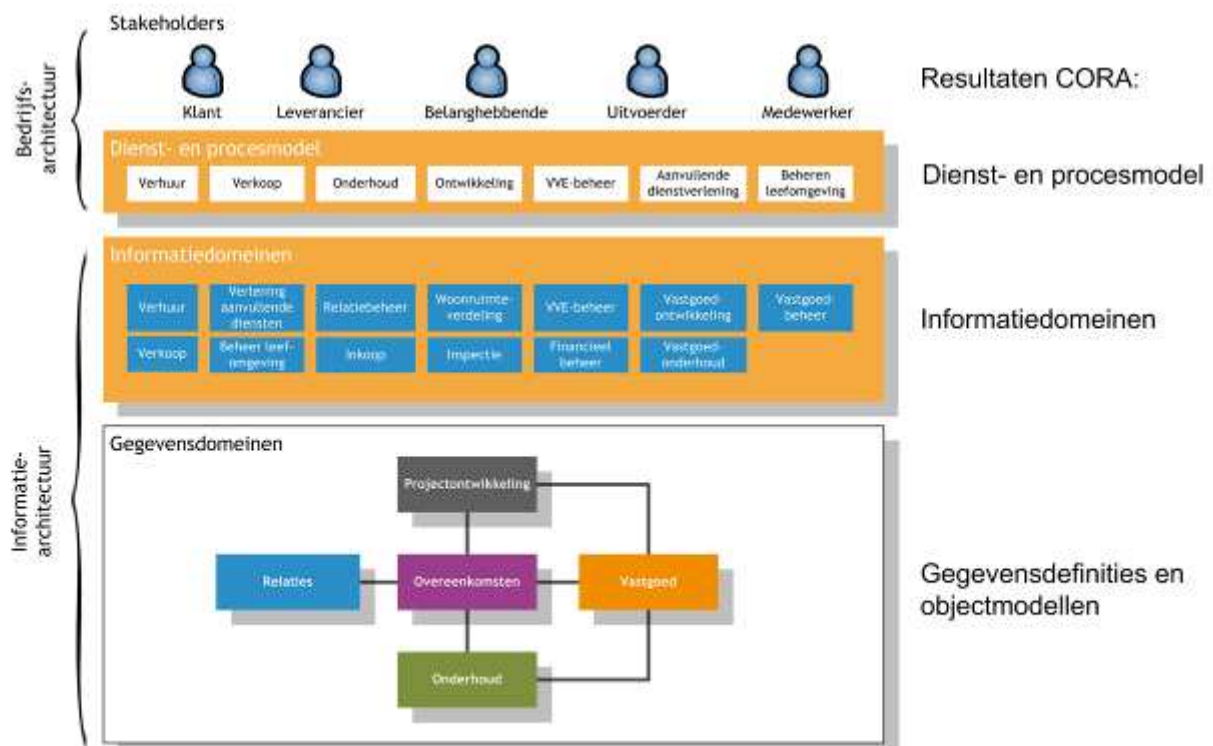 Stakeholders
Resultaten CORA:
Bedrijfs-
architectuur
Klant
Leverancier
Belanghebbende
Uitvoerder
Medewerker
Dienst- en procesmodel
Dienst- en procesmodel
Verhuur
Verkoop
Onderhoud
Ontwikkeling
VVE-beheer
Aanvullende
dienstverlening
Beheren
leefomgeving
Informatie-
architectuur
Informatiedomeinen
Informatiedomeinen
Verhuur
Verlening
aanvullende
diensten
Relatiebeheer
Woonruimte-
verdeling
VVE-beheer
Vastgoed-
ontwikkeling
Vastgoed-
beheer
Verkoop
Beheer leef-
omgeving
Inkoop
Inspectie
Financieel
beheer
Vastgoed-
onderhoud
Gegevensdomeinen
Projectontwikkeling
Relaties
Overeenkomsten
Vastgoed
Onderhoud
Gegevensdefinities en
objectmodellen